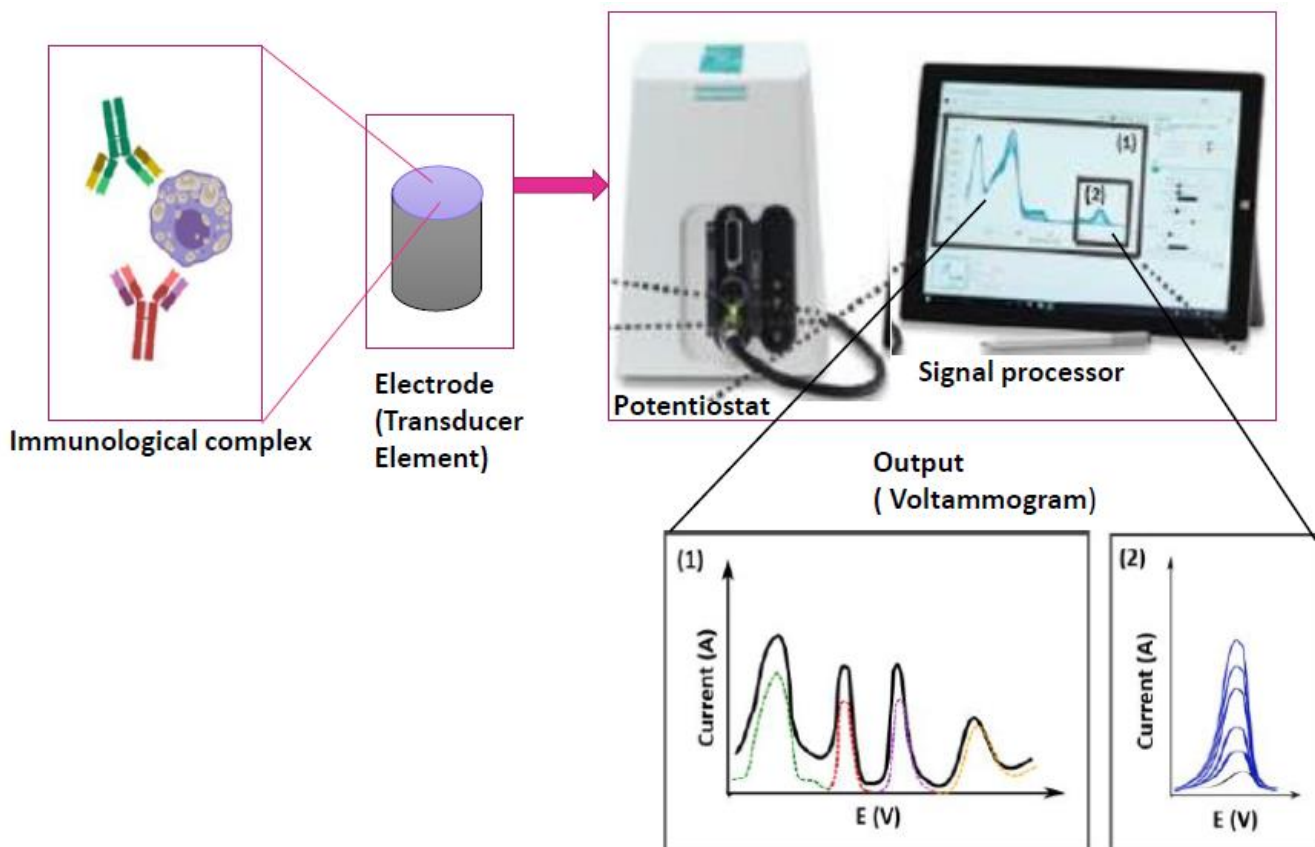 Immunological complex
Electrode
(Transducer
Element)
Potentiostat
Signal processor
(1)
(2)
Output
( Voltammogram)
(1)
Current (A)
E (V)
(2)
Current (A)
E (V)